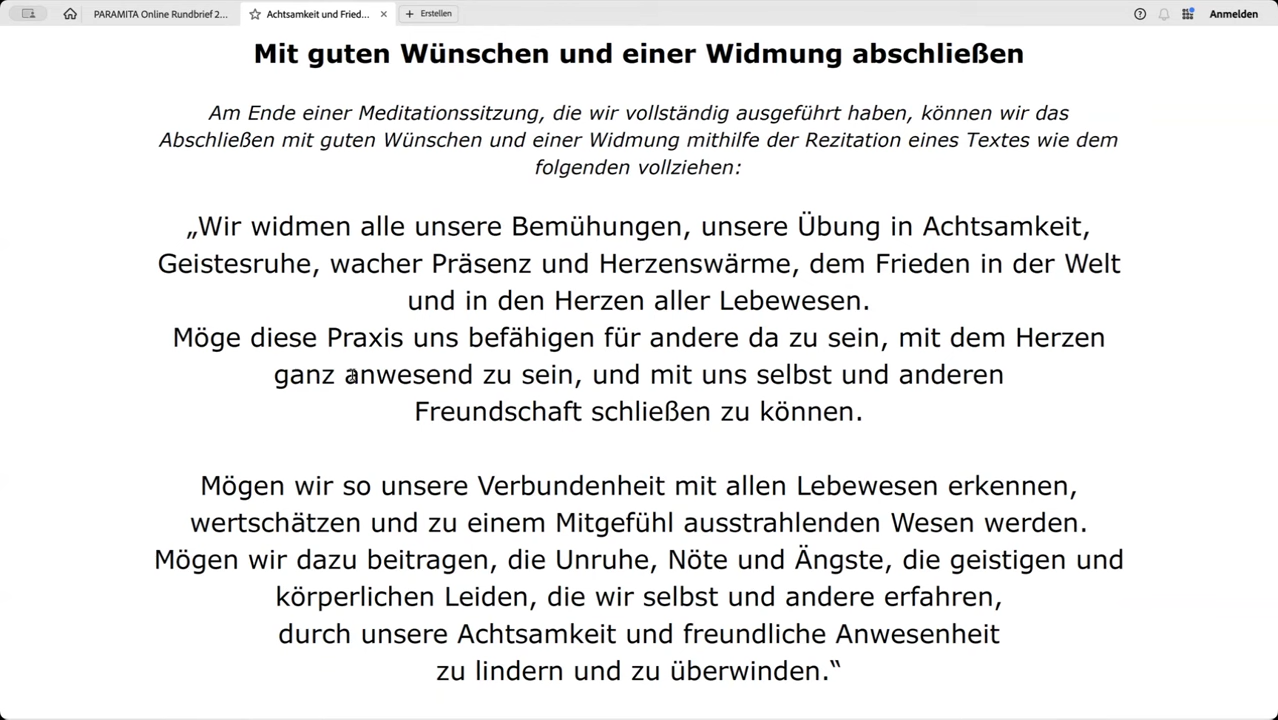 PARAMITA Online Rundbrief 2...
Achtsamkeit und Fried...
Erstellen
Anmelden
Mit guten Wünschen und einer Widmung abschließen
Am Ende einer Meditationssitzung, die wir vollständig ausgeführt haben, können wir das
Abschließen mit guten Wünschen und einer Widmung mithilfe der Rezitation eines Textes wie dem
folgenden vollziehen:
„Wir widmen alle unsere Bemühungen, unsere Übung in Achtsamkeit,
Geistesruhe, wacher Präsenz und Herzenswärme, dem Frieden in der Welt
und in den Herzen aller Lebewesen.
Möge diese Praxis uns befähigen für andere da zu sein, mit dem Herzen
ganz anwesend zu sein, und mit uns selbst und anderen
Freundschaft schließen zu können.
Mögen wir so unsere Verbundenheit mit allen Lebewesen erkennen,
wertschätzen und zu einem Mitgefühl ausstrahlenden Wesen werden.
Mögen wir dazu beitragen, die Unruhe, Nöte und Ängste, die geistigen und
körperlichen Leiden, die wir selbst und andere erfahren,
durch unsere Achtsamkeit und freundliche Anwesenheit
zu lindern und zu überwinden.“